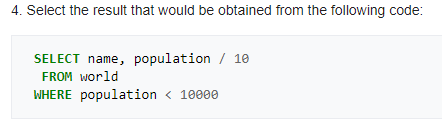 4. Select the result that would be obtained from the following code:
SELECT name, population / 10
FROM world
WHERE population < 10000